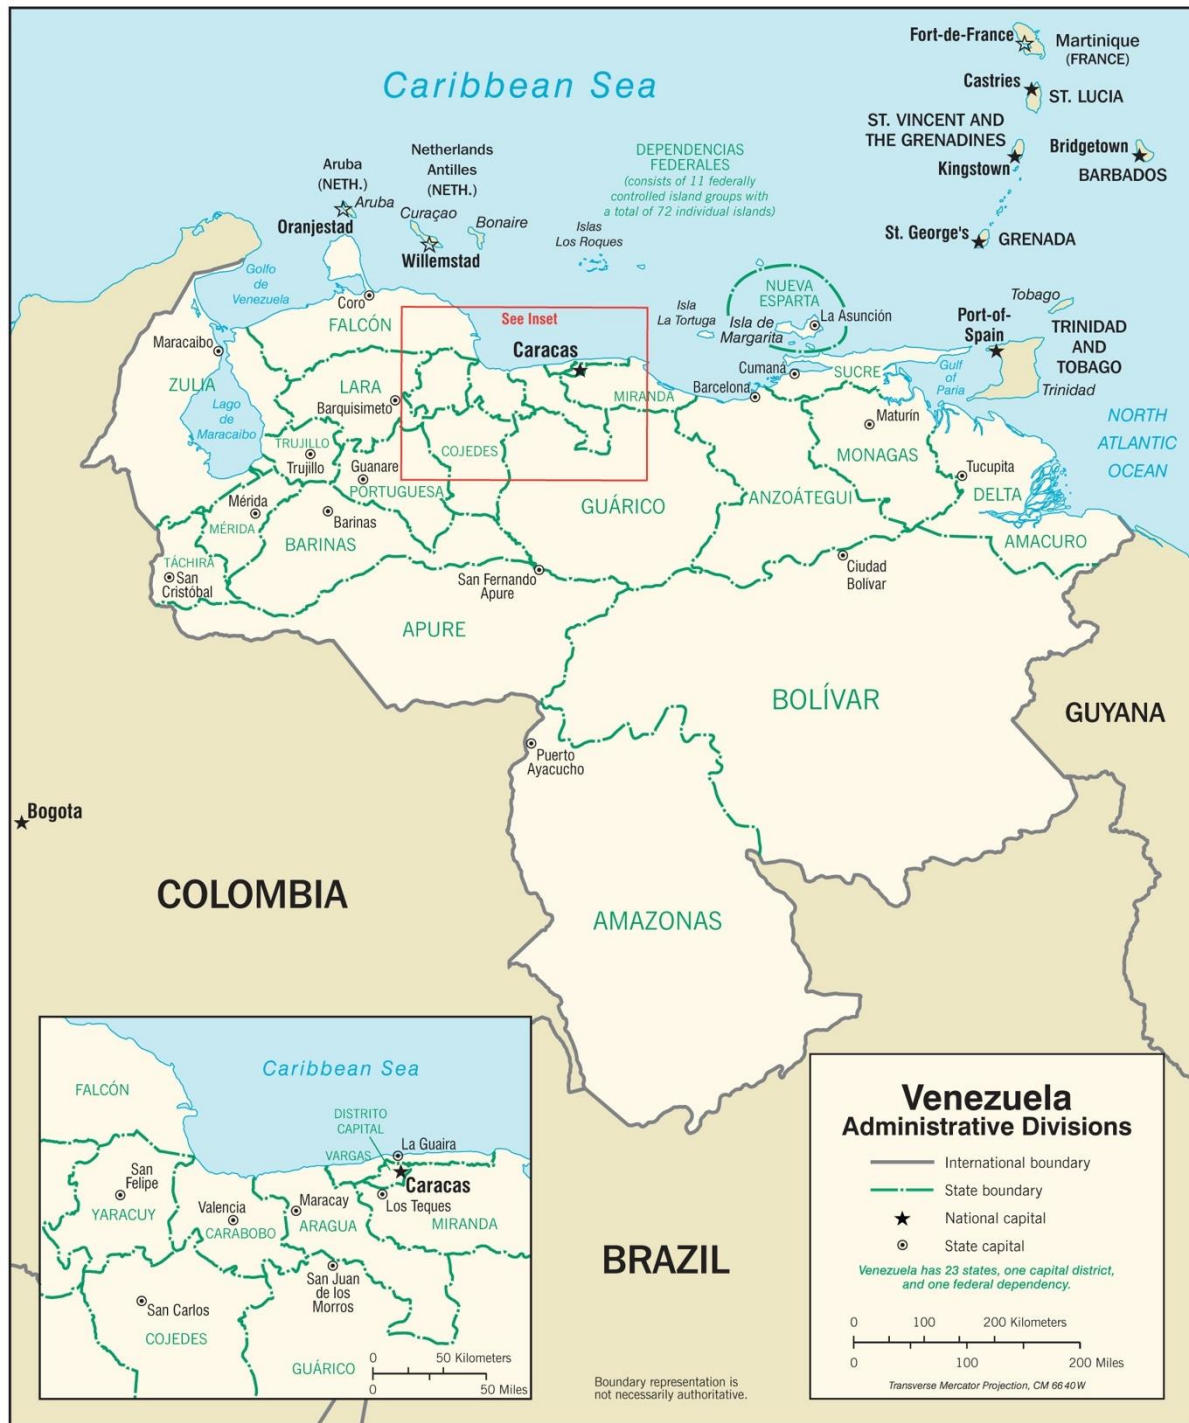 Fort-de-France
Martinique
(FRANCE)
Castries
ST. LUCIA
Caribbean Sea
ST. VINCENT AND
THE GRENADINES
Kingstown
Bridgetown
BARBADOS
DEPENDENCIAS
FEDERALES
(consists of 11 federally
controlled island groups with
a total of 72 individual islands)
Netherlands
Antilles
(NETH.)
Aruba
(NETH.)
Aruba
Oranjestad
Curaçao
Bonaire
Willemstad
Islas
Los Roques
St. George's
GRENADA
Golfo
de
Venezuela
Coro
FALCÓN
See Inset
Caracas
NUEVA
ESPARTA
Isla
La Tortuga
Isla de
Margarita
La Asunción
Tobago
Port-of-
Spain
TRINIDAD
AND
TOBAGO
Trinidad
Maracaibo
ZULIA
Lago
de
Maracaibo
LARA
Barquisimeto
MIRANDA
Barcelona
Cumaná
SUCRE
Gulf
of
Paria
NORTH
ATLANTIC
OCEAN
TRUJILLO
Trujillo
Guanare
COJEDES
PORTUGUESA
Maturín
MONAGAS
Tucupita
DELTA
AMACURO
Mérida
MÉRIDA
Barinas
BARINAS
GUÁRICO
ANZOÁTEGUI
TÁCHIRA
San
Cristóbal
San Fernando
Apure
Ciudad
Bolívar
APURE
BOLÍVAR
GUYANA
Puerto
Ayacucho
Bogota
COLOMBIA
AMAZONAS
BRAZIL
Caribbean Sea
FALCÓN
DISTRITO
CAPITAL
VARGAS
La Guaira
Caracas
San
Felipe
YARACUY
Valencia
CARABOBO
Maracay
ARAGUA
Los Teques
MIRANDA
San Juan
de los
Morros
San Carlos
COJEDES
GUÁRICO
0 50 Kilometers
0 50 Miles
Boundary representation is
not necessarily authoritative.
Venezuela
Administrative Divisions
International boundary
State boundary
National capital
State capital
Venezuela has 23 states, one capital district,
and one federal dependency.
0 100 200 Kilometers
0 100 200 Miles
Transverse Mercator Projection, CM 66 40 W